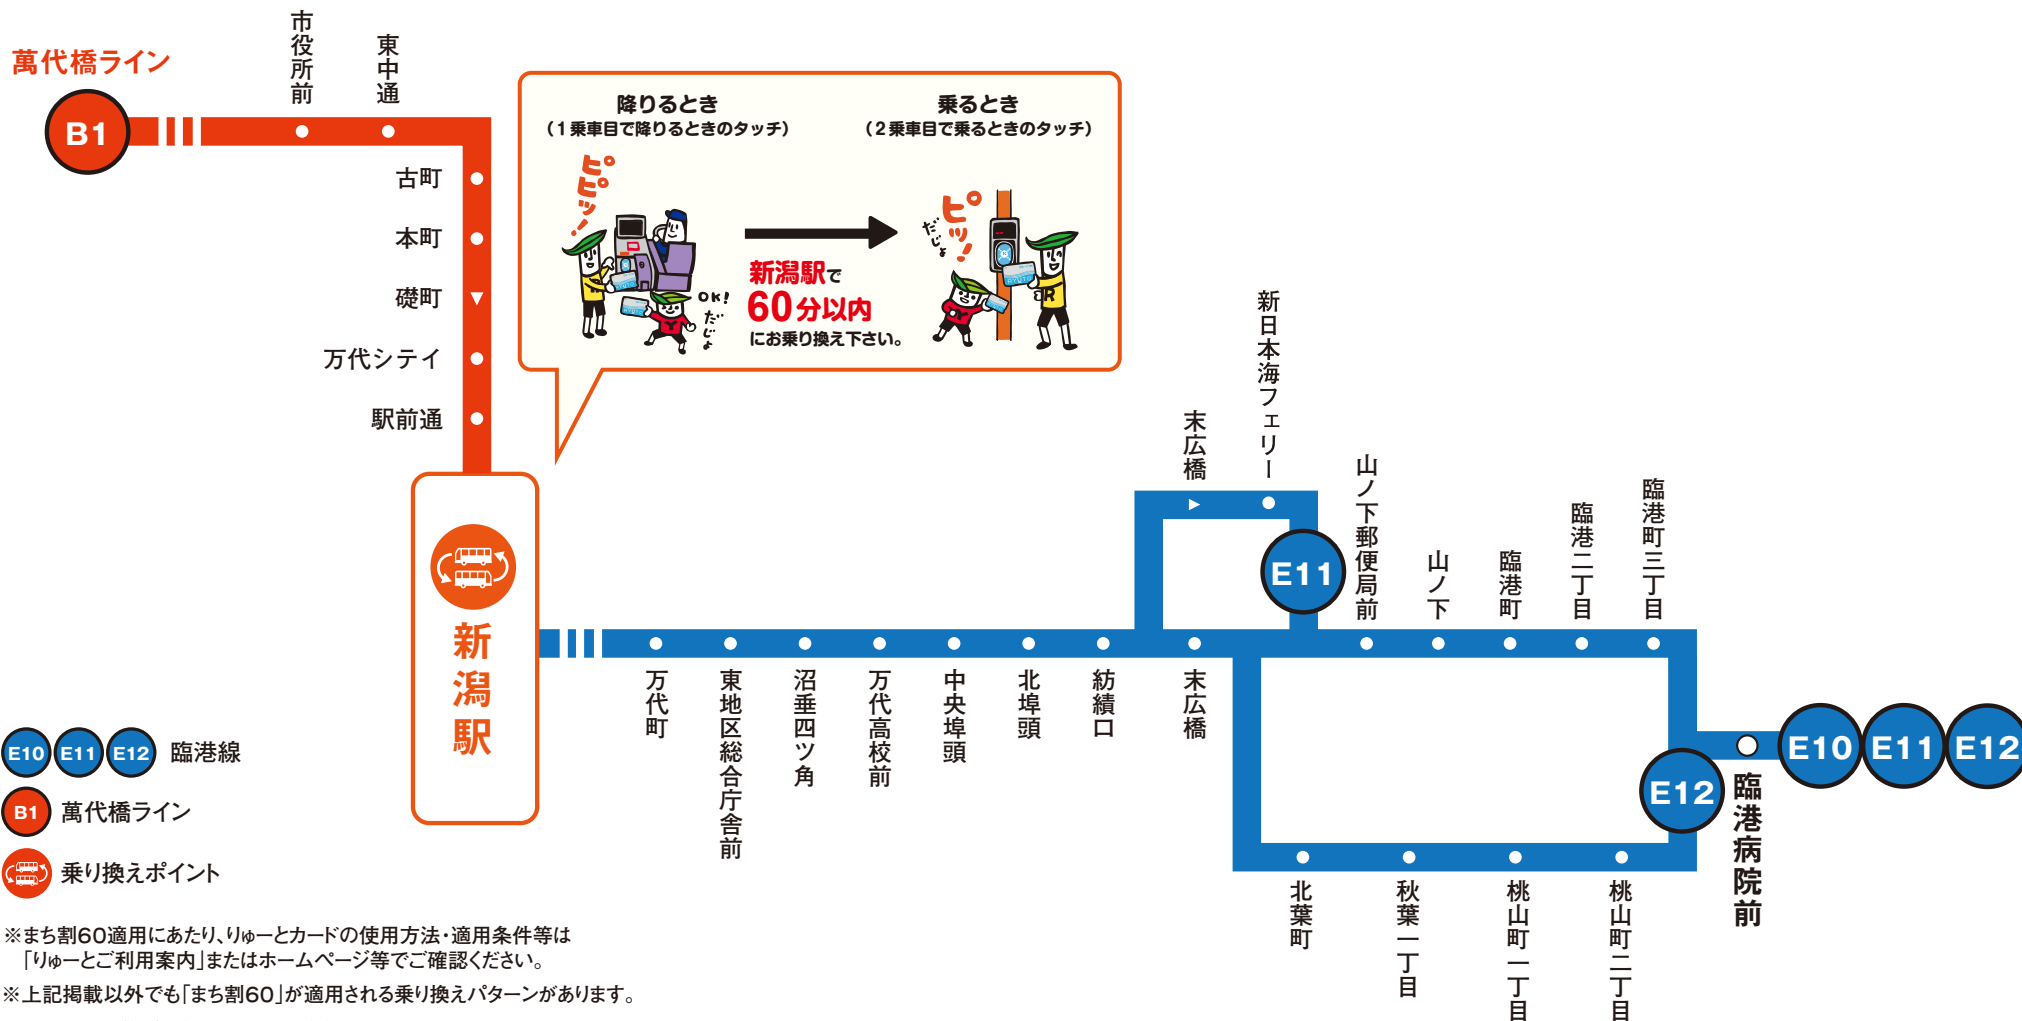 萬代橋ライン
B1
市役所前
東中通
古町
本町
礎町
万代シテイ
駅前通
降りるとき
(1乗車目で降りるときのタッチ)
乗るとき
(2乗車目で乗るときのタッチ)
ピピッ!
OK!
だじょ
新潟駅で
60分以内
にお乗り換え下さい。
ピッ!
だじょ
R
新潟駅
万代町
東地区総合庁舎前
沼垂四ツ角
万代高校前
中央埠頭
北埠頭
紡績口
末広橋
末広橋
新日本海フェリー
E11
山ノ下郵便局前
山ノ下
臨港町
臨港二丁目
臨港町三丁目
北葉町
秋葉一丁目
桃山町一丁目
桃山町二丁目
E12
臨港病院前
E10 E11 E12
E10 E11 E12 臨港線
B1 萬代橋ライン
乗り換えポイント
※まち割60適用にあたり、りゅーとカードの使用方法・適用条件等は
「りゅーとご利用案内」またはホームページ等でご確認ください。
※上記掲載以外でも「まち割60」が適用される乗り換えパターンがあります。